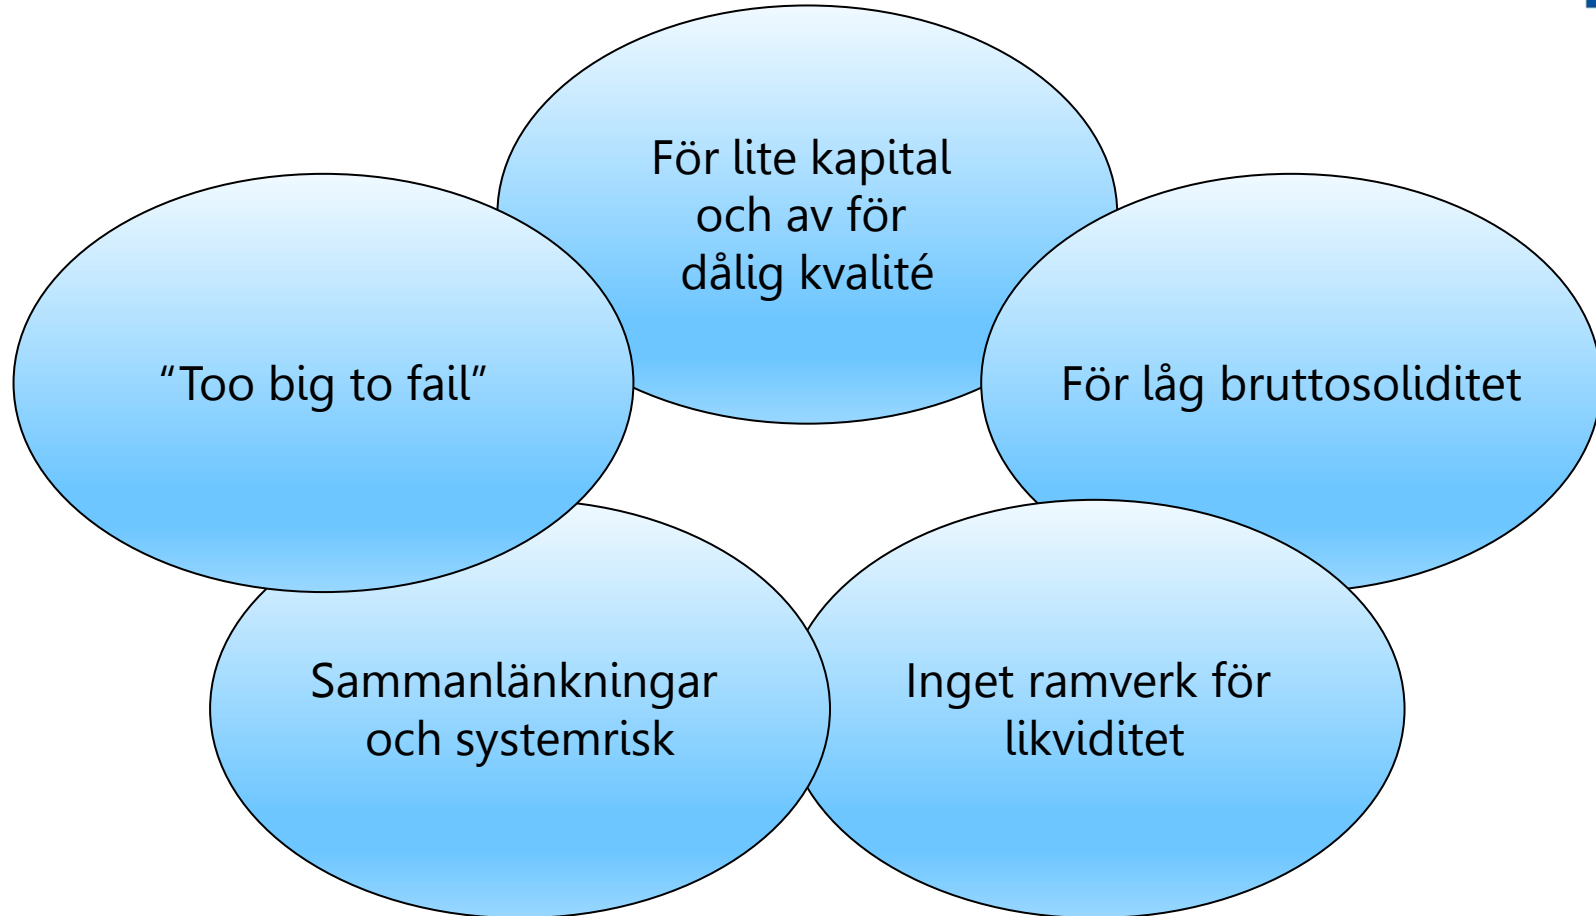 För lite kapital
och av för
dålig kvalité
“Too big to fail”
För låg bruttosoliditet
Sammanlänkningar
och systemrisk
Inget ramverk för
likviditet